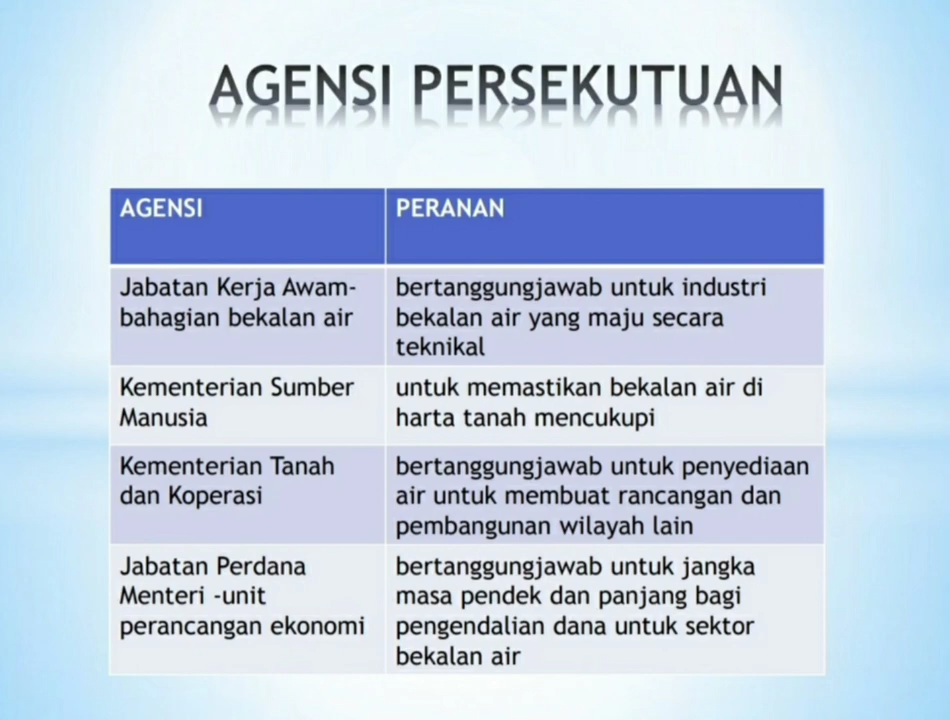 AGENSI PERSEKUTUAN
AGENSI
PERANAN
Jabatan Kerja Awam-
bahagian bekalan air
bertanggungjawab untuk industri
bekalan air yang maju secara
teknikal
Kementerian Sumber
Manusia
untuk memastikan bekalan air di
harta tanah mencukupi
Kementerian Tanah
dan Koperasi
bertanggungjawab untuk penyediaan
air untuk membuat rancangan dan
pembangunan wilayah lain
Jabatan Perdana
Menteri -unit
perancangan ekonomi
bertanggungjawab untuk jangka
masa pendek dan panjang bagi
pengendalian dana untuk sektor
bekalan air